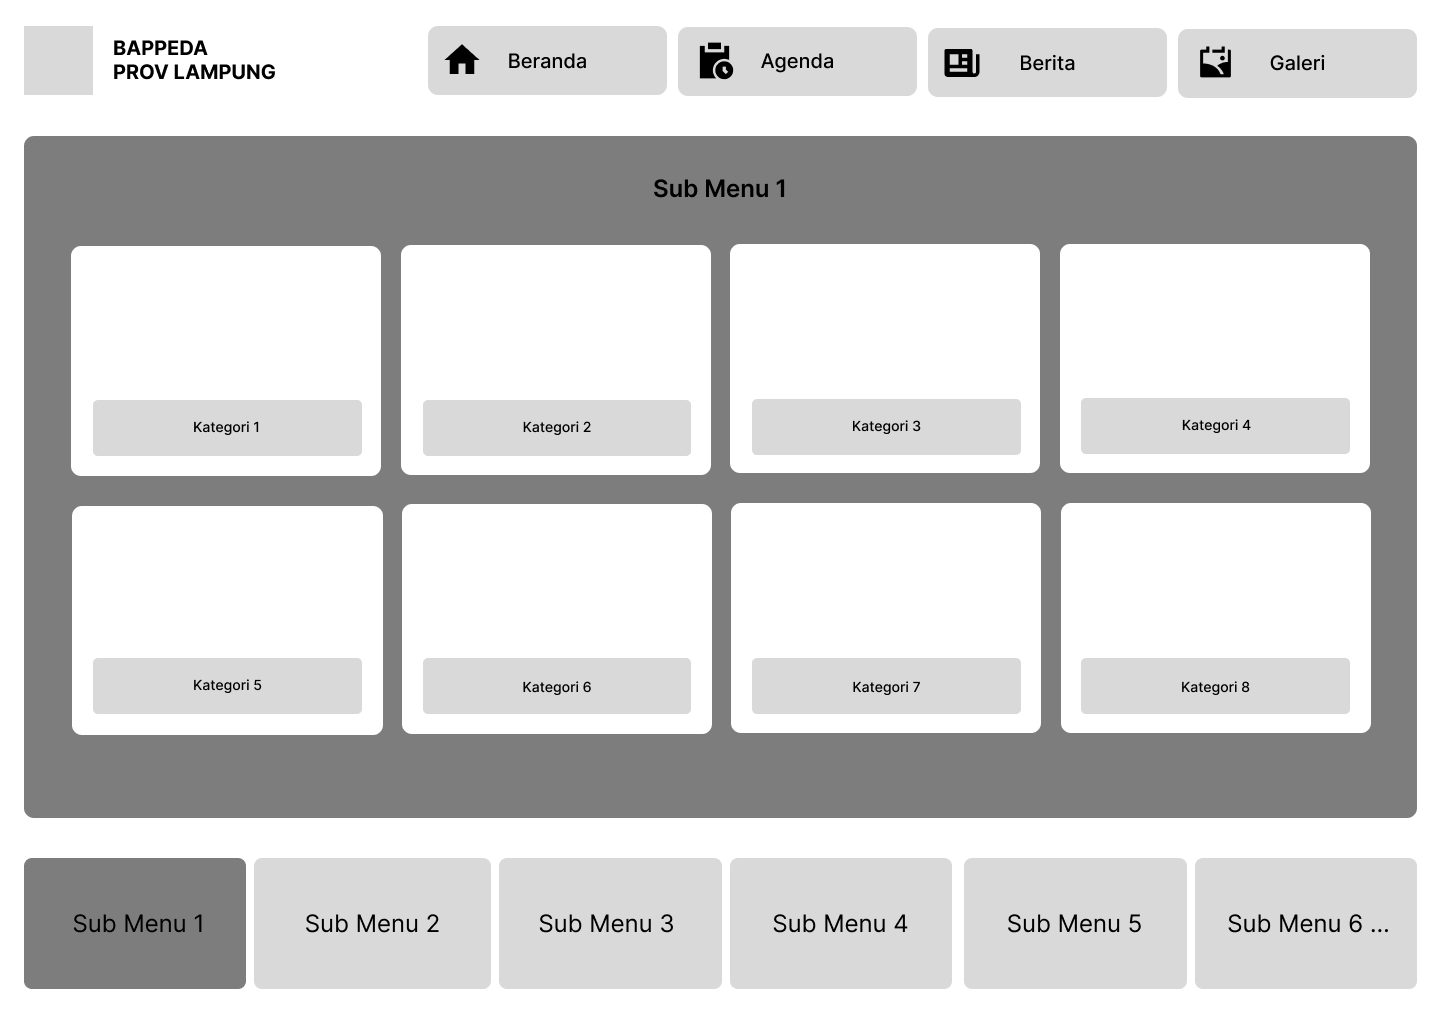 BAPPEDA
PROV LAMPUNG
Beranda
Agenda
Berita
Galeri
Sub Menu 1
Kategori 1
Kategori 2
Kategori 3
Kategori 4
Kategori 5
Kategori 6
Kategori 7
Kategori 8
Sub Menu 1
Sub Menu 2
Sub Menu 3
Sub Menu 4
Sub Menu 5
Sub Menu 6 ...